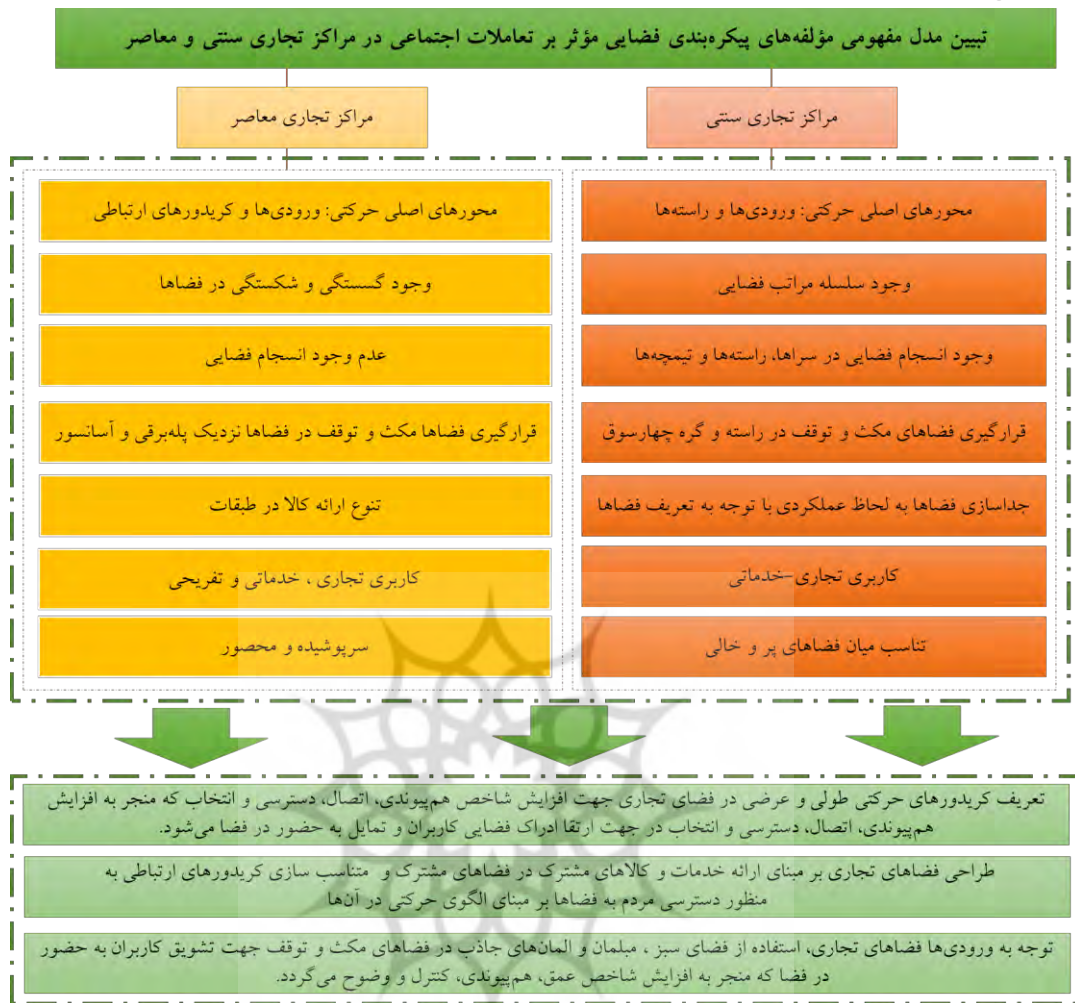 تبیین مدل مفهومی مؤلفه‌های پیکره‌بندی فضایی مؤثر بر تعاملات اجتماعی در مراکز تجاری سنتی و معاصر
مراکز تجاری سنتی
مراکز تجاری معاصر
محورهای اصلی حرکتی: ورودی‌ها و راسته‌ها
وجود سلسله مراتب فضایی
وجود انسجام فضایی در سراها، راسته‌ها و تیمچه‌ها
قرارگیری فضاهای مکث و توقف در راسته و گره چهارسوق
جداسازی فضاها به لحاظ عملکردی با توجه به تعریف فضاها
کاربری تجاری-خدماتی
تناسب میان فضاهای پر و خالی
محورهای اصلی حرکتی: ورودی‌ها و کریدورهای ارتباطی
وجود گسستگی و شکستگی در فضاها
عدم وجود انسجام فضایی
قرارگیری فضاها مکث و توقف در فضاها نزدیک پله‌برقی و آسانسور
تنوع ارائه کالا در طبقات
کاربری تجاری ، خدماتی و تفریحی
سرپوشیده و محصور
تعریف کریدورهای حرکتی طولی و عرضی در فضای تجاری جهت افزایش شاخص هم‌پیوندی، اتصال، دسترسی و انتخاب که منجر به افزایش
هم‌پیوندی، اتصال، دسترسی و انتخاب در جهت ارتقا ادراک فضایی کاربران و تمایل به حضور در فضا می‌شود.
طراحی فضاهای تجاری بر مبنای ارائه خدمات و کالاهای مشترک در فضاهای مشترک و متناسب سازی کریدورهای ارتباطی به
منظور دسترسی مردم به فضاها بر مبنای الگوی حرکتی در آن‌ها
توجه به ورودی‌ها فضاهای تجاری، استفاده از فضای سبز ، مبلمان و المان‌های جاذب در فضاهای مکث و توقف جهت تشویق کاربران به حضور
در فضا که منجر به افزایش شاخص عمق، هم‌پیوندی، کنترل و وضوح می‌گردد.